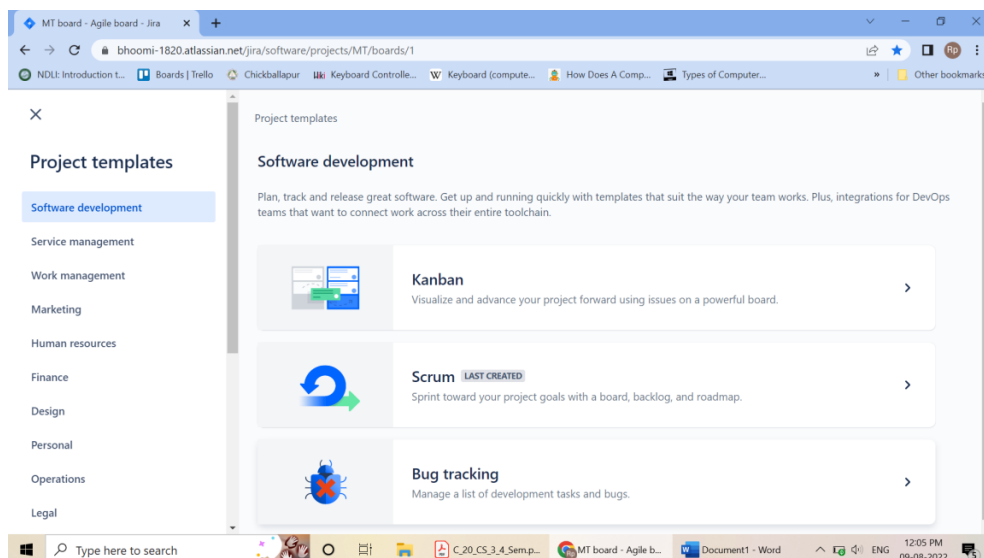 MT board - Agile board - Jira
bhoomi-1820.atlassian.net/jira/software/projects/MT/boards/1
Rp
NDLI: Introduction t... Boards | Trello Chickballapur Keyboard Controlle... W Keyboard (compute... How Does A Comp... Types of Computer... » Other bookmarks
Project templates
Project templates
Software development
Service management
Work management
Marketing
Human resources
Finance
Design
Personal
Operations
Legal
Software development
Plan, track and release great software. Get up and running quickly with templates that suit the way your team works. Plus, integrations for DevOps
teams that want to connect work across their entire toolchain.
Kanban
Visualize and advance your project forward using issues on a powerful board.
Scrum LAST CREATED
Sprint toward your project goals with a board, backlog, and roadmap.
Bug tracking
Manage a list of development tasks and bugs.
Type here to search
C_20_CS_3_4_Sem.p...
MT board - Agile b...
Document1 - Word
ENG
12:05 PM
09-08-2022